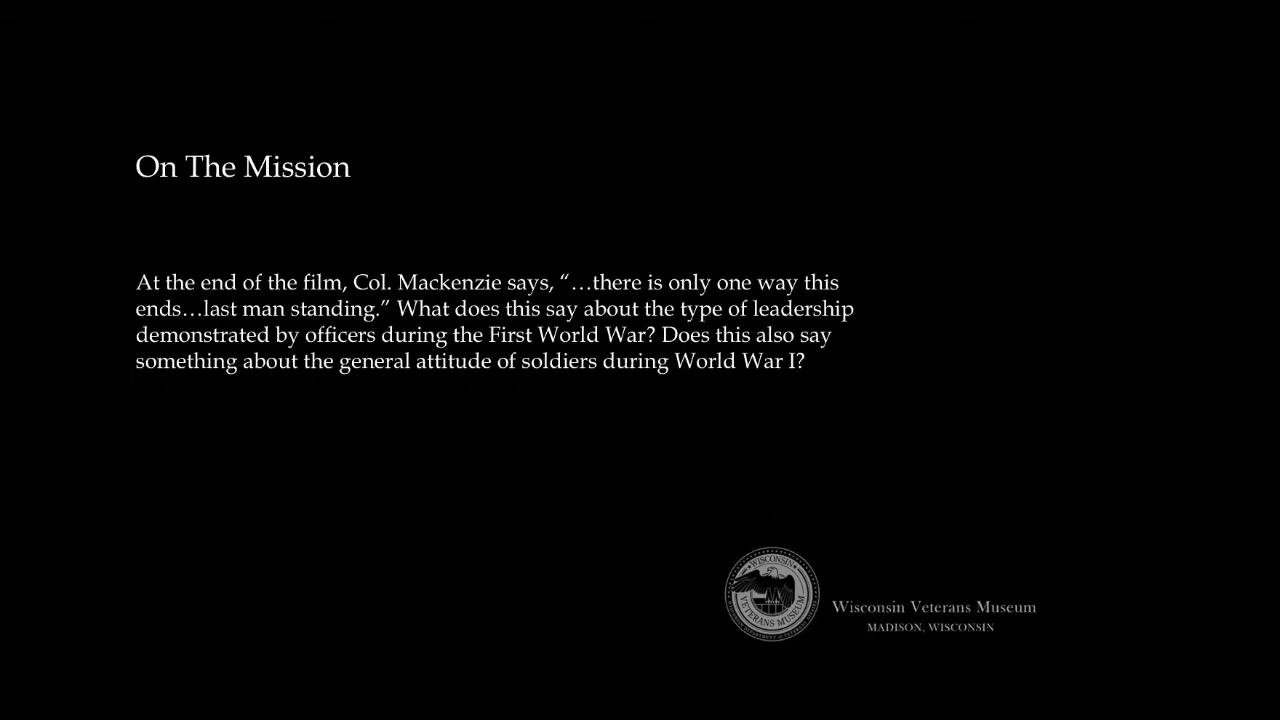 On The Mission
At the end of the film, Col. Mackenzie says, “…there is only one way this
ends…last man standing.” What does this say about the type of leadership
demonstrated by officers during the First World War? Does this also say
something about the general attitude of soldiers during World War I?
WISCONSIN
VETERANS MUSEUM
Wisconsin Veterans Museum
MADISON, WISCONSIN